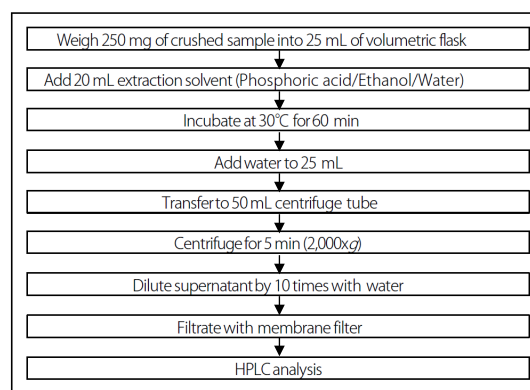 Weigh 250 mg of crushed sample into 25 mL of volumetric flask
Add 20 mL extraction solvent (Phosphoric acid/Ethanol/Water)
Incubate at 30°C for 60 min
Add water to 25 mL
Transfer to 50 mL centrifuge tube
Centrifuge for 5 min (2,000xg)
Dilute supernatant by 10 times with water
Filtrate with membrane filter
HPLC analysis